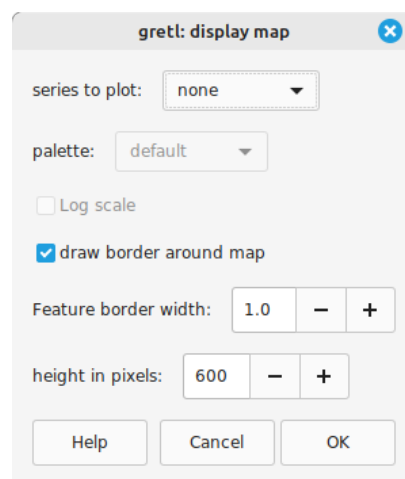 gretl: display map
series to plot: none
palette: default
Log scale
draw border around map
Feature border width: 1.0 − +
height in pixels: 600 − +
Help Cancel OK